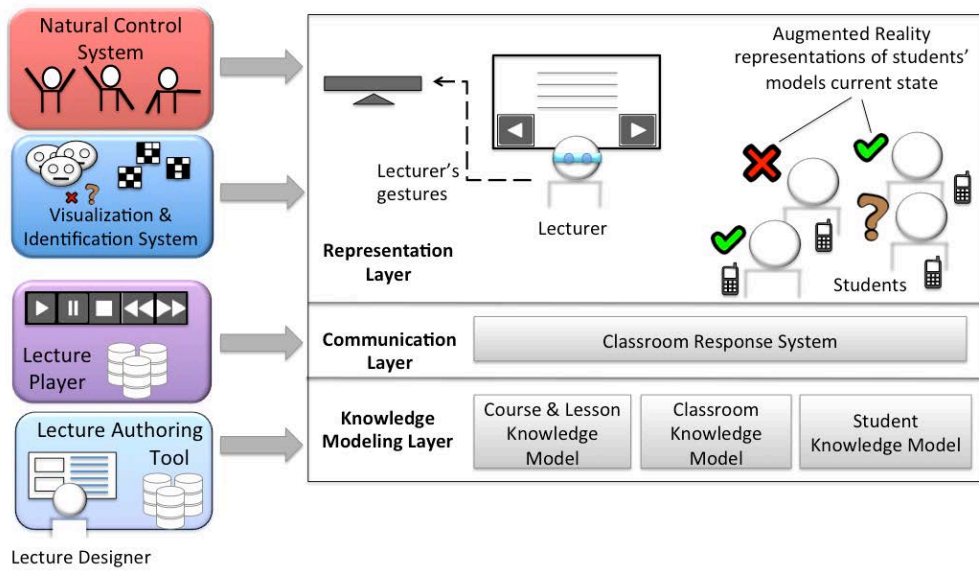 Natural Control
System
Visualization &
Identification System
Lecture
Player
Lecture Authoring
Tool
Lecture Designer
Augmented Reality
representations of students’
models current state
Lecturer’s
gestures
Lecturer
Students
Representation
Layer
Communication
Layer
Classroom Response System
Knowledge
Modeling Layer
Course & Lesson
Knowledge
Model
Classroom
Knowledge
Model
Student
Knowledge Model